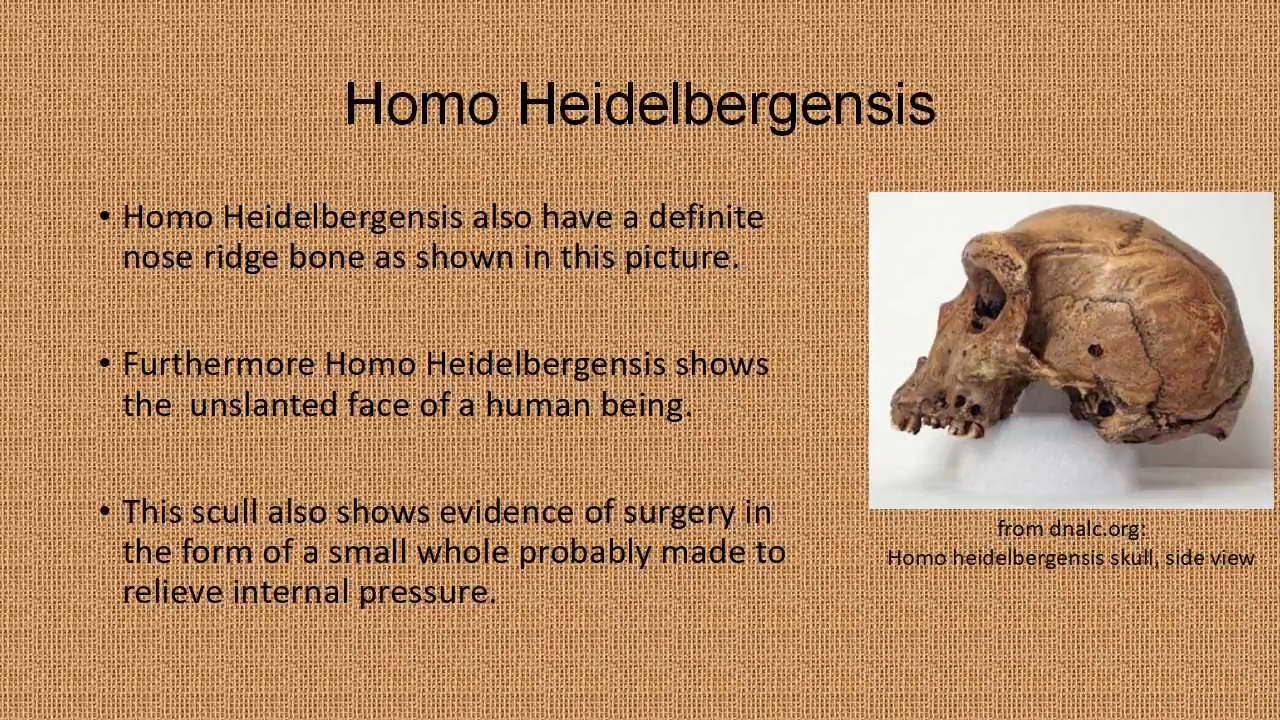 Homo Heidelbergensis
• Homo Heidelbergensis also have a definite
nose ridge bone as shown in this picture.
• Furthermore Homo Heidelbergensis shows
the  unslanted face of a human being.
• This scull also shows evidence of surgery in
the form of a small whole probably made to
relieve internal pressure.
from dnalc.org:
Homo heidelbergensis skull, side view